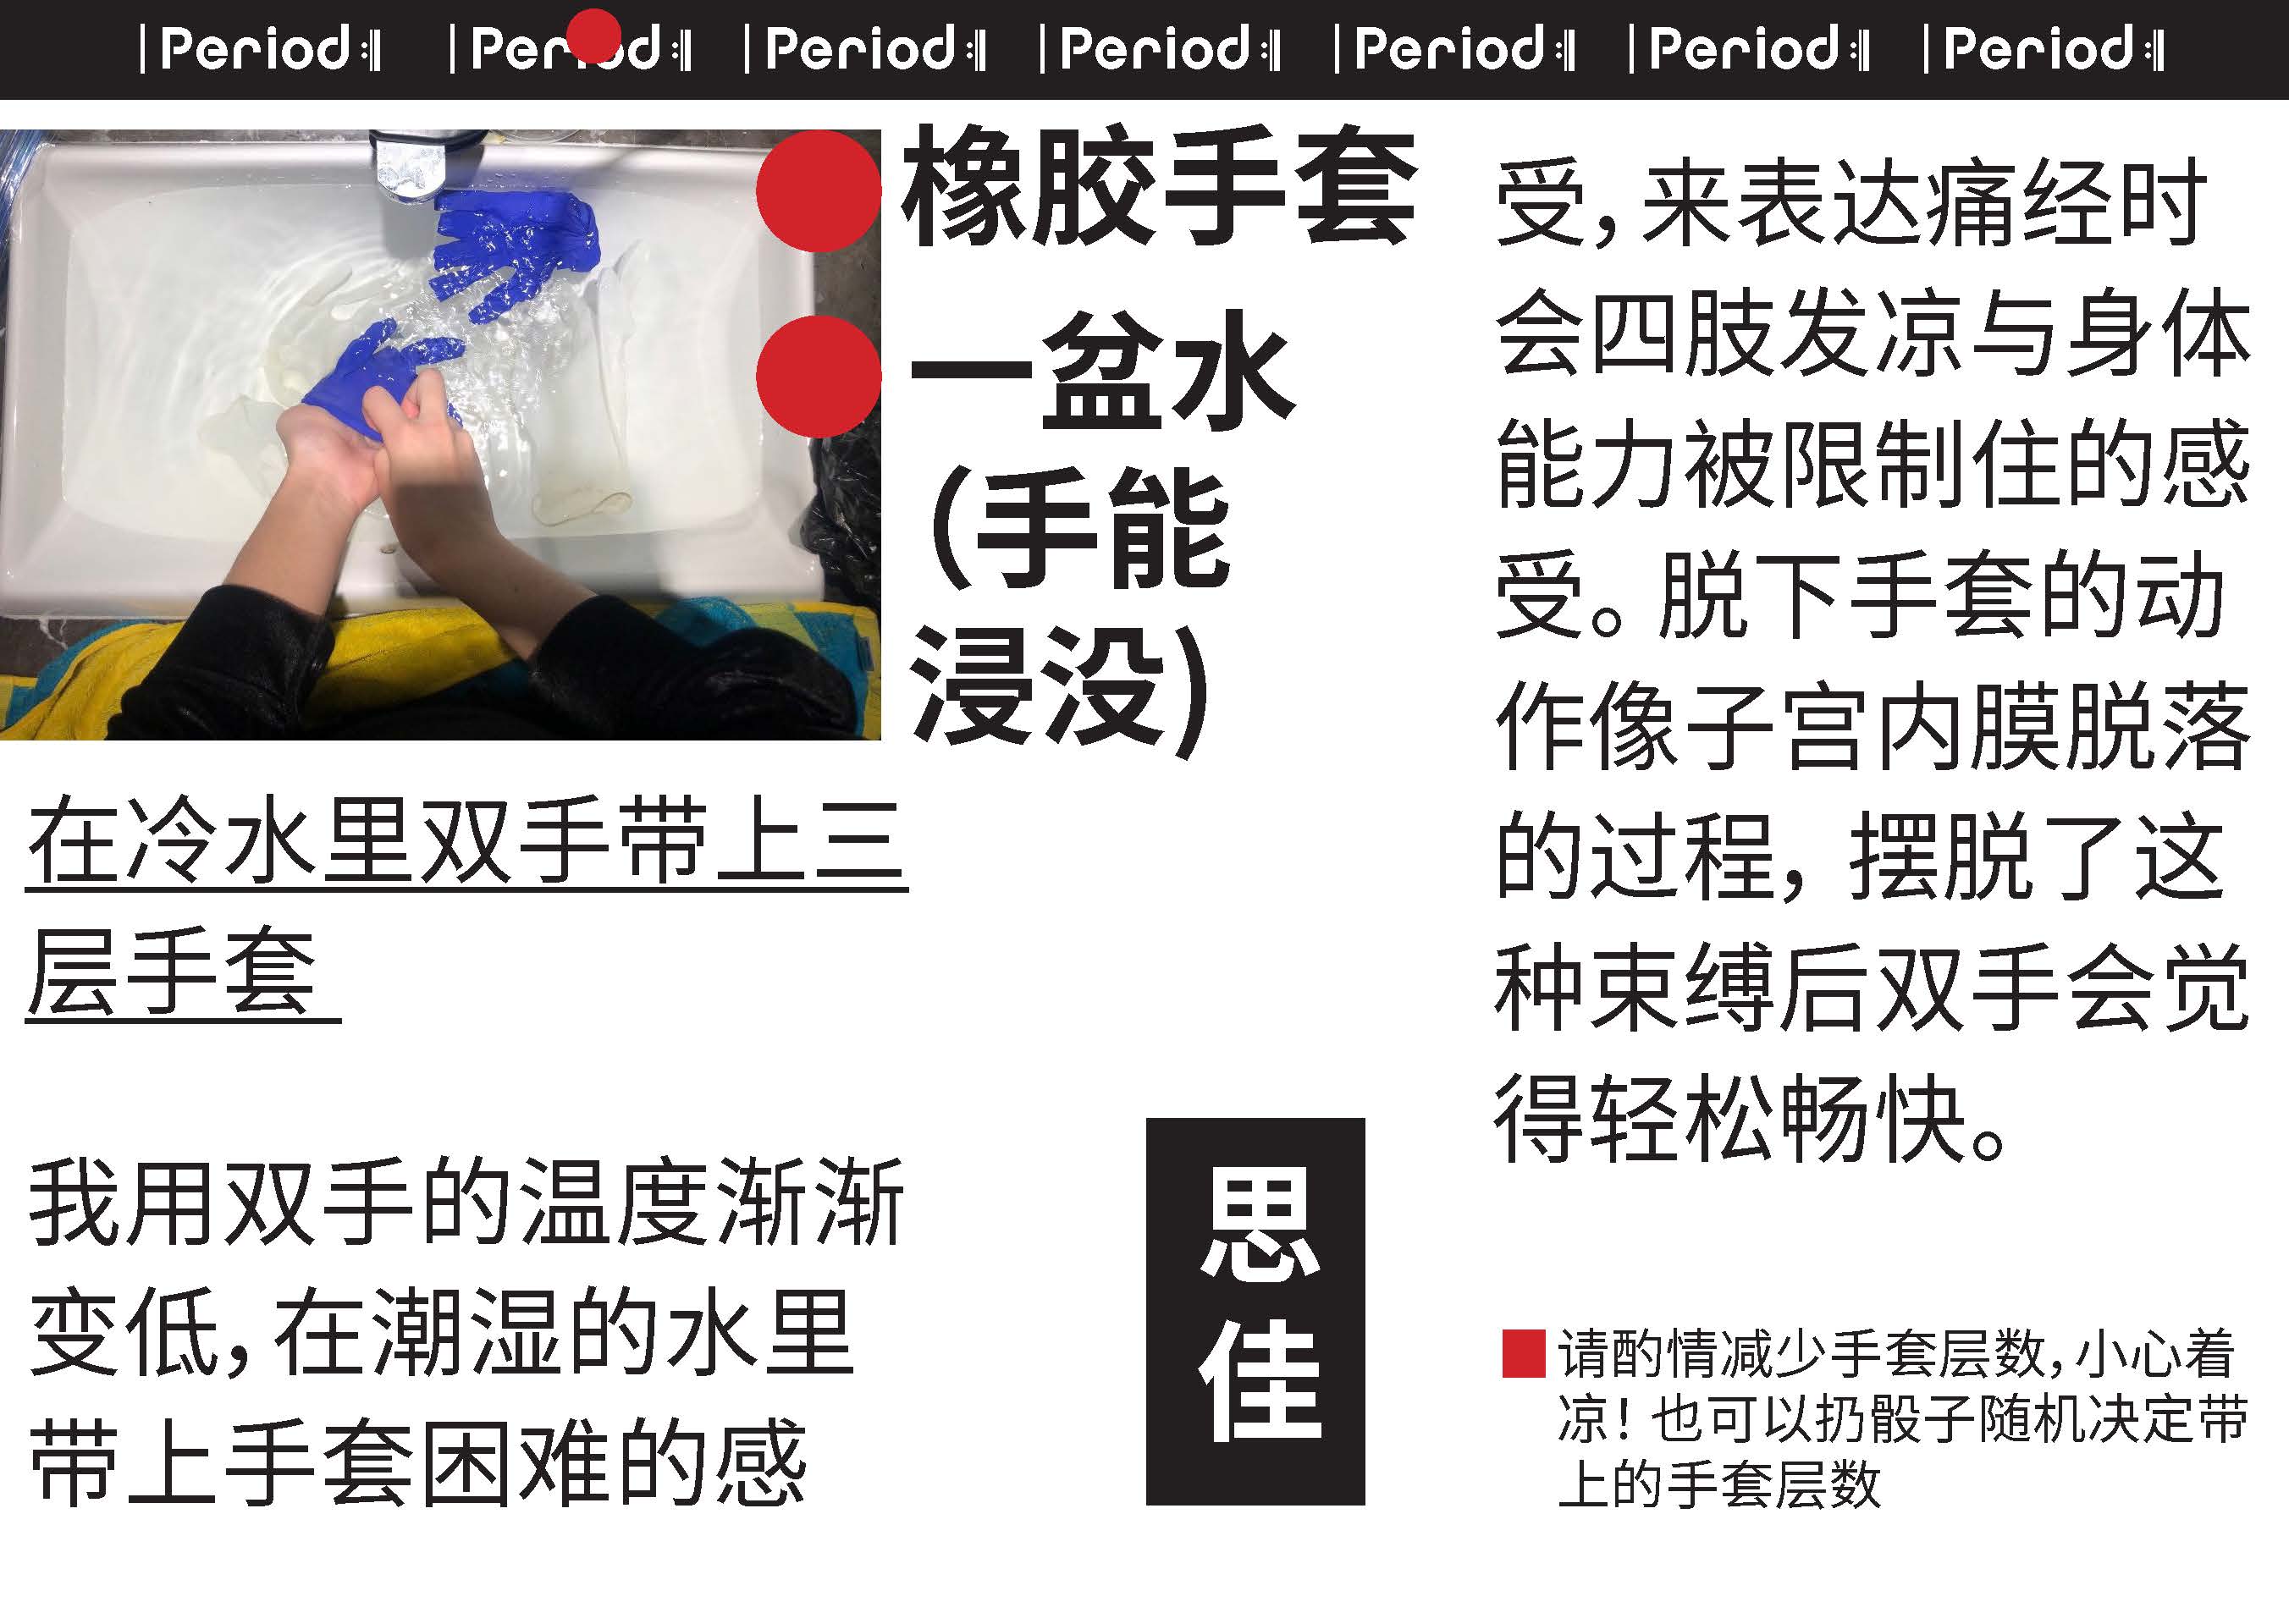 Period Period Period Period Period Period Period
橡胶手套
一盆水
（手能
浸没）
在冷水里双手带上三
层手套
我用双手的温度渐渐
变低，在潮湿的水里
带上手套困难的感
受，来表达痛经时
会四肢发凉与身体
能力被限制住的感
受。脱下手套的动
作像子宫内膜脱落
的过程，摆脱了这
种束缚后双手会觉
得轻松畅快。
思
佳
请酌情减少手套层数，小心着
凉！也可以扔骰子随机决定带
上的手套层数